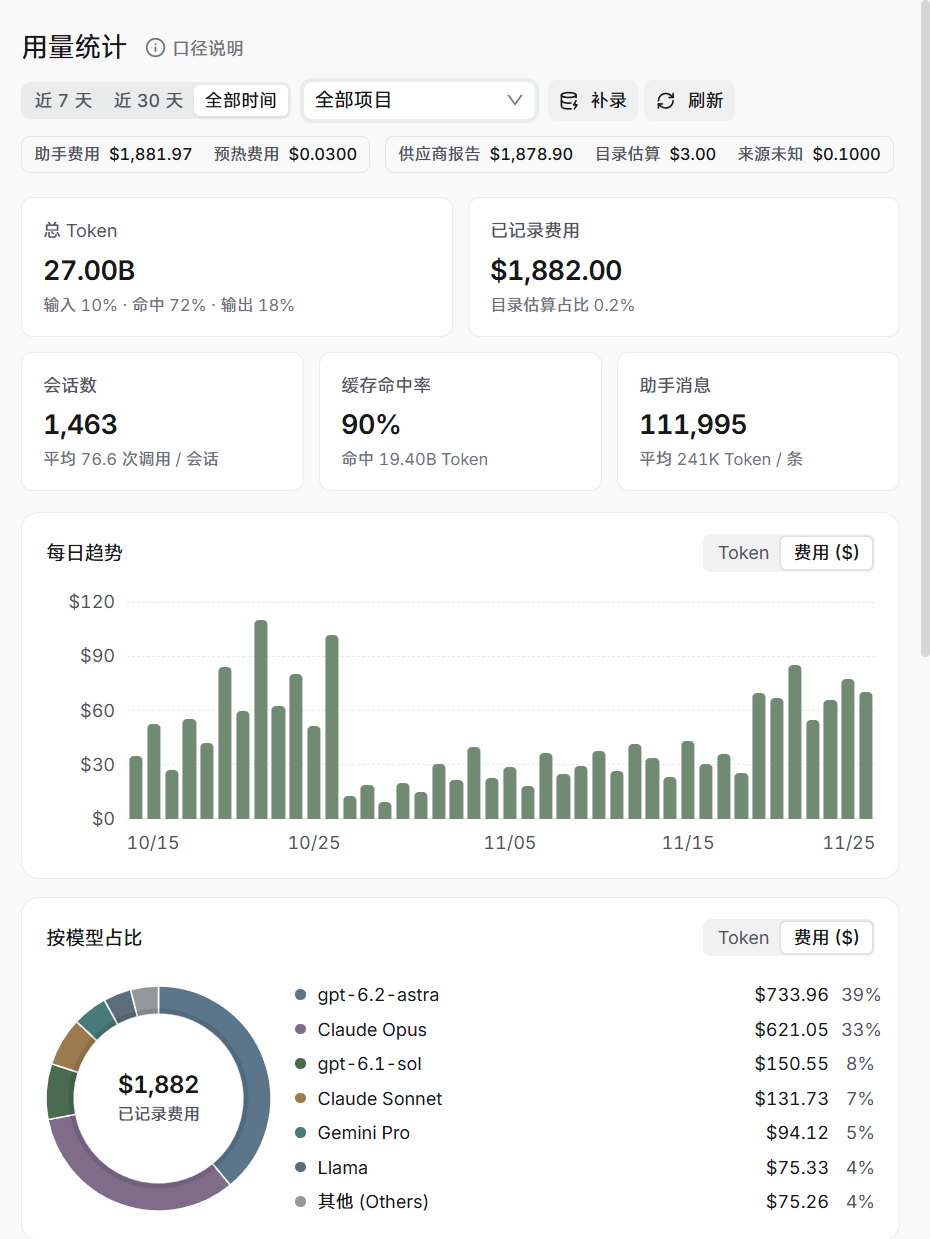 用量统计 口径说明
近 7 天 近 30 天 全部时间 全部项目 补录 刷新
助手费用 $1,881.97 预热费用 $0.0300 供应商报告 $1,878.90 目录估算 $3.00 来源未知 $0.1000
总 Token
27.00B
输入 10% · 命中 72% · 输出 18%
已记录费用
$1,882.00
目录估算占比 0.2%
会话数
1,463
平均 76.6 次调用 / 会话
缓存命中率
90%
命中 19.40B Token
助手消息
111,995
平均 241K Token / 条
每日趋势 Token 费用 ($)
$120
$90
$60
$30
$0
10/15 10/25 11/05 11/15 11/25
按模型占比 Token 费用 ($)
$1,882
已记录费用
gpt-6.2-astra $733.96 39%
Claude Opus $621.05 33%
gpt-6.1-sol $150.55 8%
Claude Sonnet $131.73 7%
Gemini Pro $94.12 5%
Llama $75.33 4%
其他 (Others) $75.26 4%